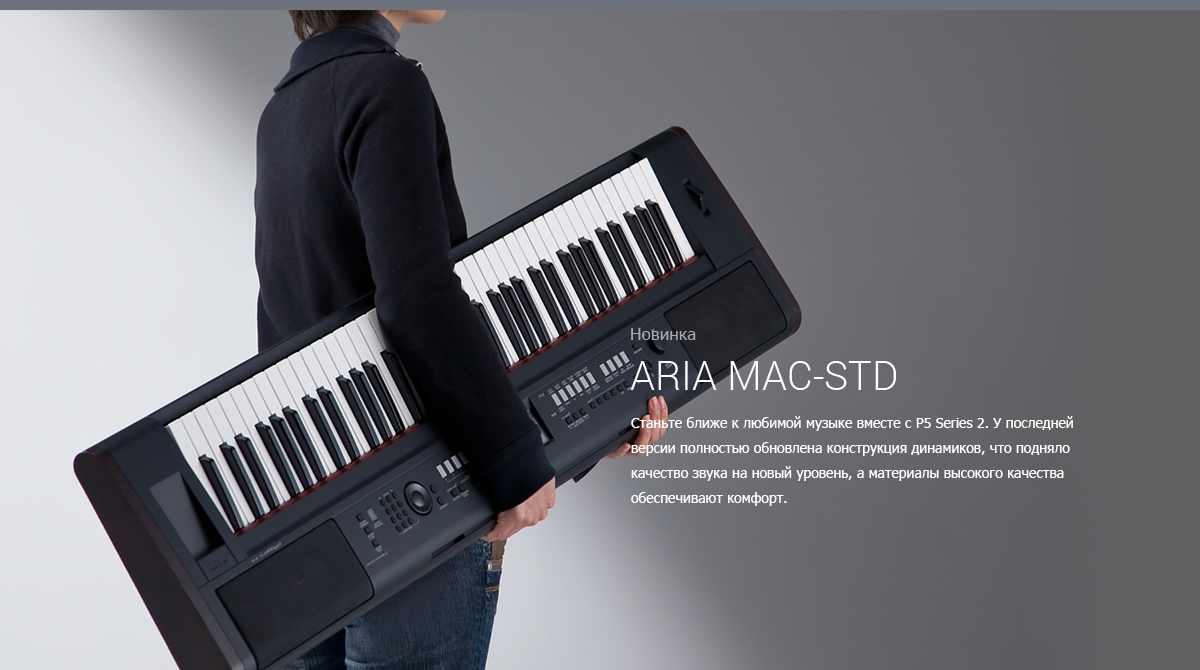 Новинка
ARIA MAC-STD
Станьте ближе к любимой музыке вместе с P5 Series 2. У последней
версии полностью обновлена конструкция динамиков, что подняло
качество звука на новый уровень, а материалы высокого качества
обеспечивают комфорт.